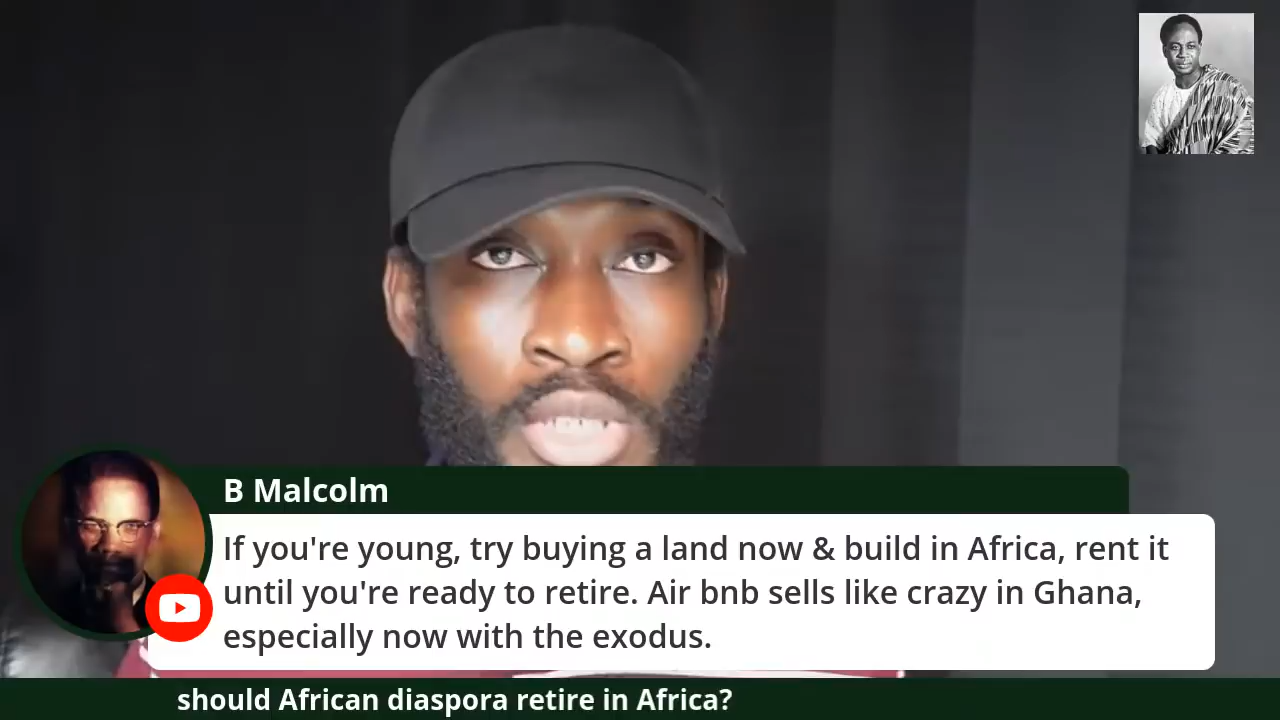 B Malcolm
If you're young, try buying a land now & build in Africa, rent it
until you're ready to retire. Air bnb sells like crazy in Ghana,
especially now with the exodus.
should African diaspora retire in Africa?